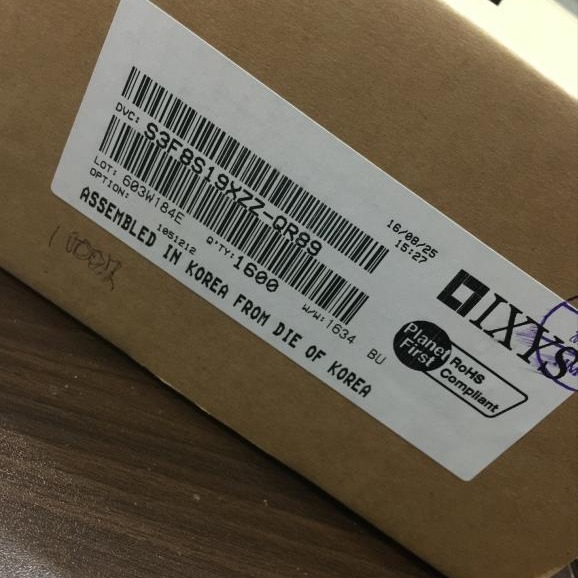 DVC: S3F8S19XZZ-QR89
LOT: 603WT84E
OPTION:
1051212 Q'TY: 1600
W/W: 1634 BU
ASSEMBLED IN KOREA FROM DIE OF KOREA
16/08/25
15:27
IXYS
Planet First
RoHS Compliant